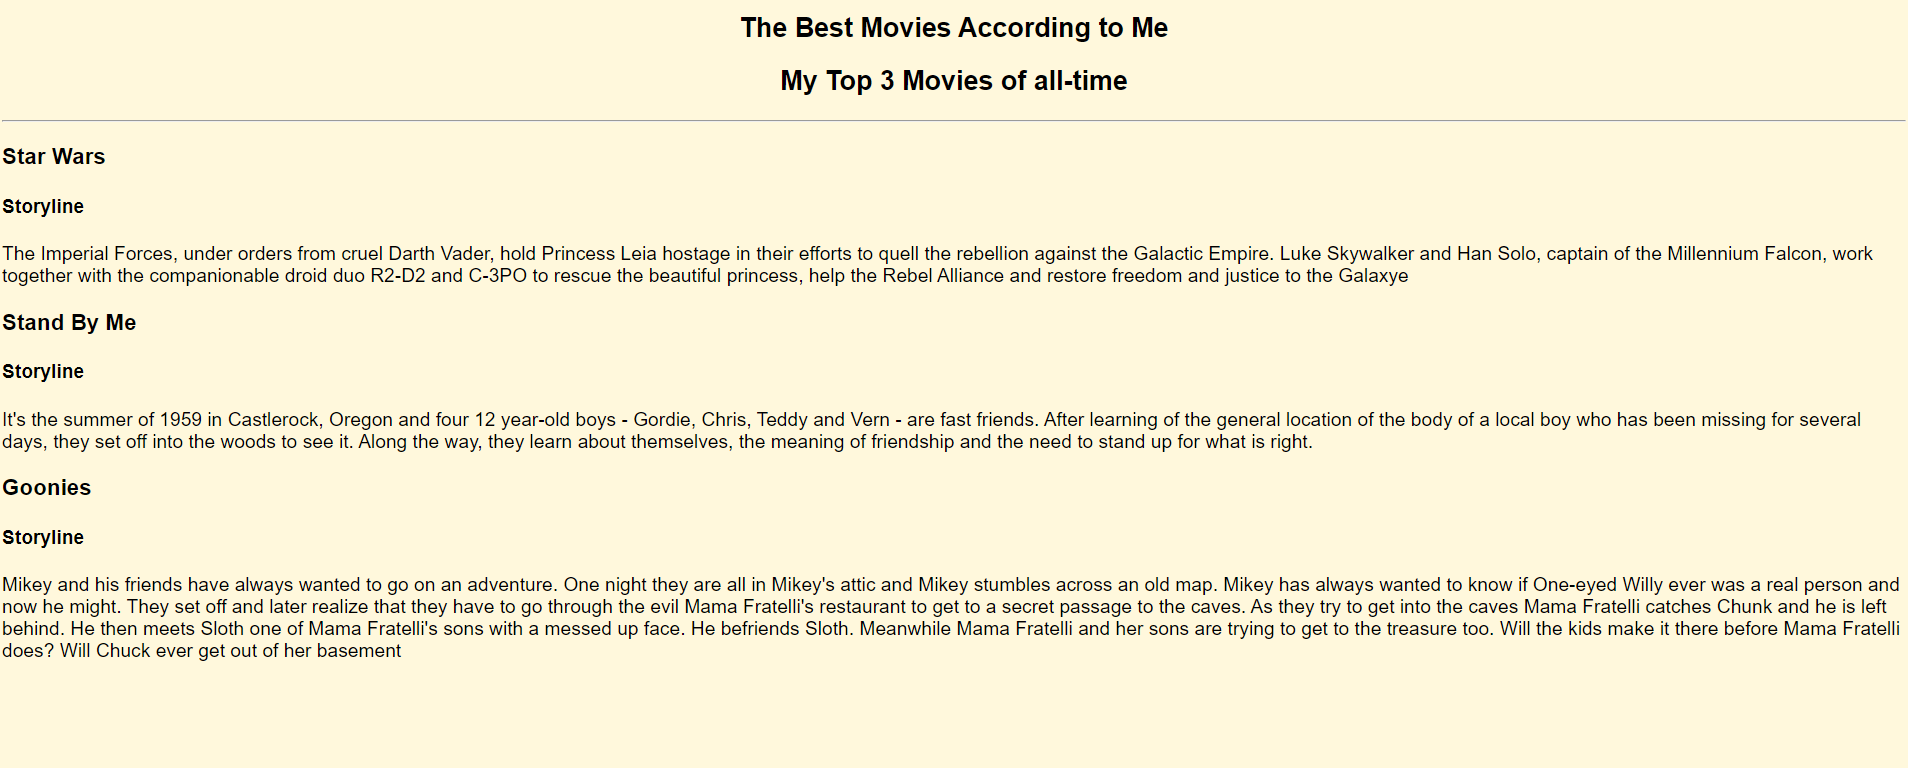 The Best Movies According to Me
My Top 3 Movies of all-time
Star Wars
Storyline
The Imperial Forces, under orders from cruel Darth Vader, hold Princess Leia hostage in their efforts to quell the rebellion against the Galactic Empire. Luke Skywalker and Han Solo, captain of the Millennium Falcon, work
together with the companionable droid duo R2-D2 and C-3PO to rescue the beautiful princess, help the Rebel Alliance and restore freedom and justice to the Galaxye
Stand By Me
Storyline
It's the summer of 1959 in Castlerock, Oregon and four 12 year-old boys - Gordie, Chris, Teddy and Vern - are fast friends. After learning of the general location of the body of a local boy who has been missing for several
days, they set off into the woods to see it. Along the way, they learn about themselves, the meaning of friendship and the need to stand up for what is right.
Goonies
Storyline
Mikey and his friends have always wanted to go on an adventure. One night they are all in Mikey's attic and Mikey stumbles across an old map. Mikey has always wanted to know if One-eyed Willy ever was a real person and
now he might. They set off and later realize that they have to go through the evil Mama Fratelli's restaurant to get to a secret passage to the caves. As they try to get into the caves Mama Fratelli catches Chunk and he is left
behind. He then meets Sloth one of Mama Fratelli's sons with a messed up face. He befriends Sloth. Meanwhile Mama Fratelli and her sons are trying to get to the treasure too. Will the kids make it there before Mama Fratelli
does? Will Chuck ever get out of her basement